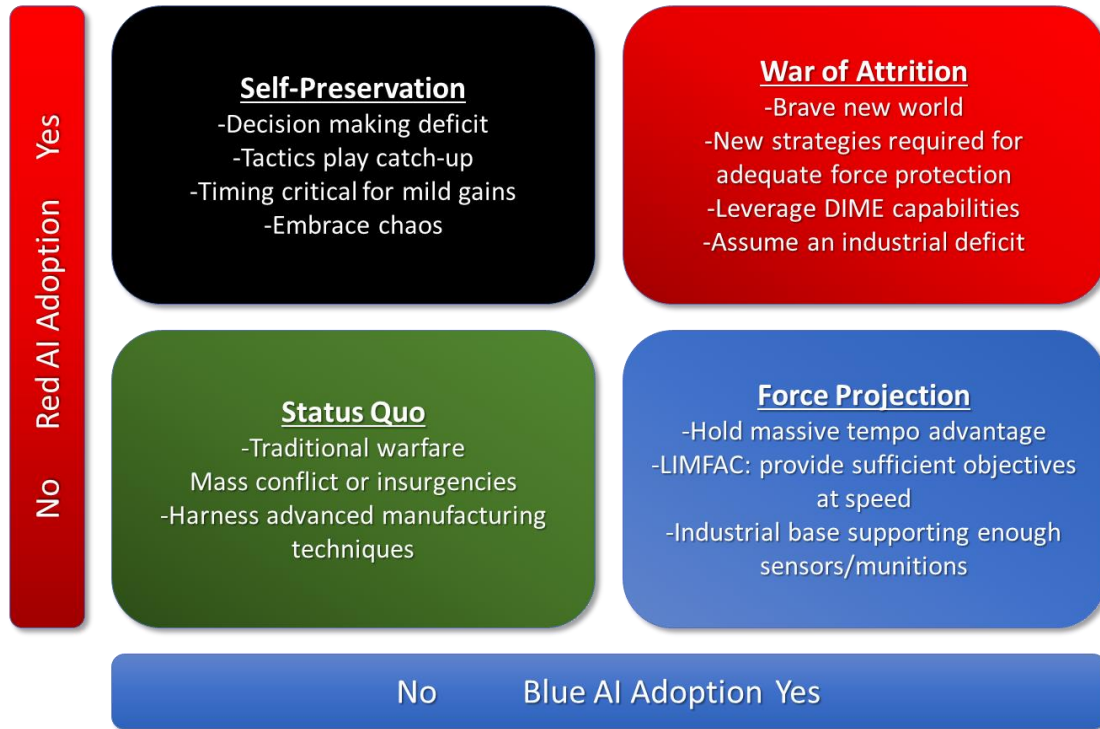 Self-Preservation
-Decision making deficit
-Tactics play catch-up
-Timing critical for mild gains
-Embrace chaos
War of Attrition
-Brave new world
-New strategies required for
adequate force protection
-Leverage DIME capabilities
-Assume an industrial deficit
No Red AI Adoption Yes
Status Quo
-Traditional warfare
Mass conflict or insurgencies
-Harness advanced manufacturing
techniques
Force Projection
-Hold massive tempo advantage
-LIMFAC: provide sufficient objectives
at speed
-Industrial base supporting enough
sensors/munitions
No Blue AI Adoption Yes